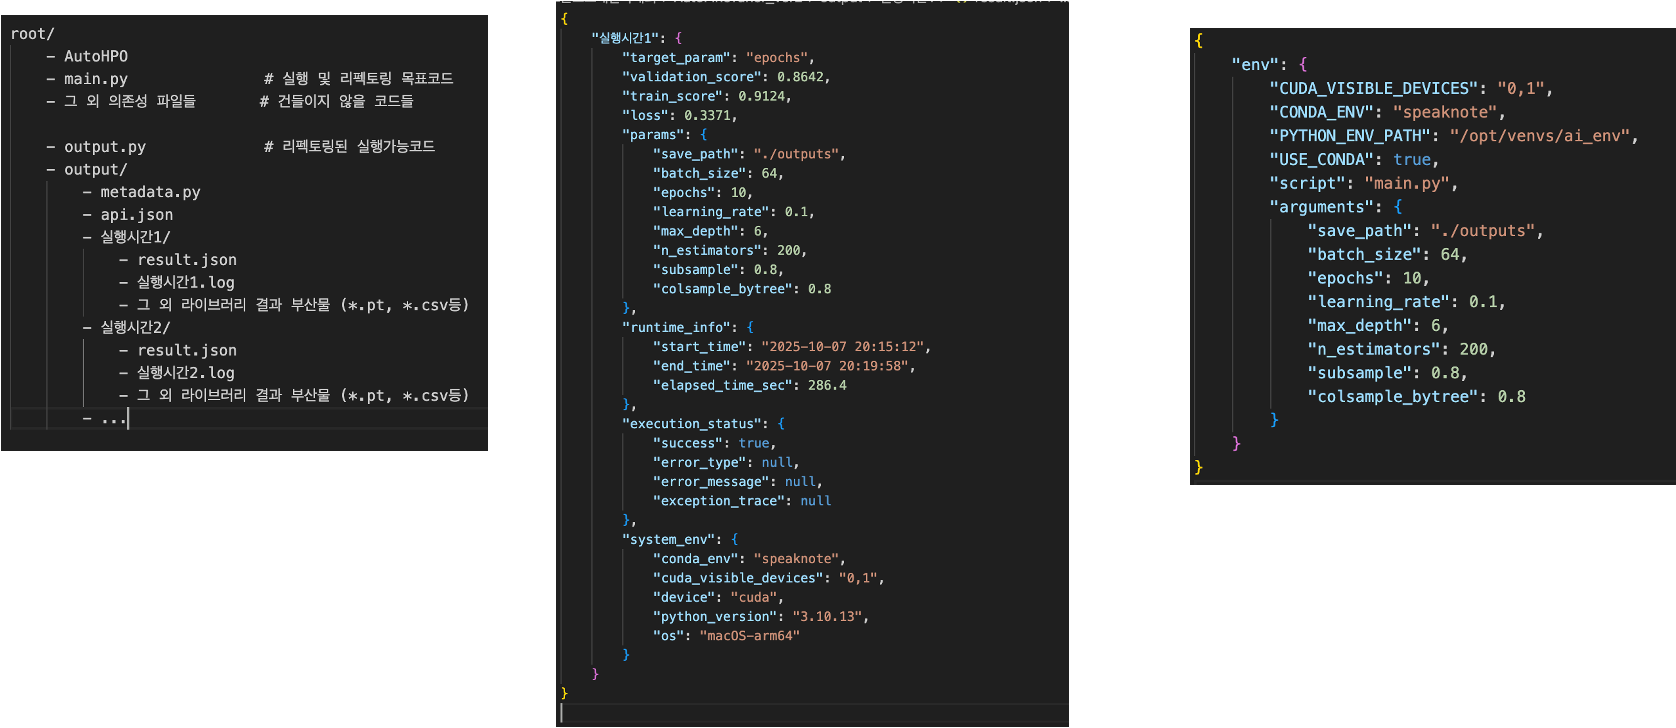 root/
- AutoHPO
- main.py # 실행 및 리펙토링 목표코드
- 그 외 의존성 파일들 # 건들이지 않을 코드들
- output.py # 리펙토링된 실행가능코드
- output/
- metadata.py
- api.json
- 실행시간1/
- result.json
- 실행시간1.log
- 그 외 라이브러리 결과 부산물 (*.pt, *.csv등)
- 실행시간2/
- result.json
- 실행시간2.log
- 그 외 라이브러리 결과 부산물 (*.pt, *.csv등)
- ...
{
"실행시간1": {
"target_param": "epochs",
"validation_score": 0.8642,
"train_score": 0.9124,
"loss": 0.3371,
"params": {
"save_path": "./outputs",
"batch_size": 64,
"epochs": 10,
"learning_rate": 0.1,
"max_depth": 6,
"n_estimators": 200,
"subsample": 0.8,
"colsample_bytree": 0.8
},
"runtime_info": {
"start_time": "2025-10-07 20:15:12",
"end_time": "2025-10-07 20:19:58",
"elapsed_time_sec": 286.4
},
"execution_status": {
"success": true,
"error_type": null,
"error_message": null,
"exception_trace": null
},
"system_env": {
"conda_env": "speaknote",
"cuda_visible_devices": "0,1",
"device": "cuda",
"python_version": "3.10.13",
"os": "macOS-arm64"
}
}
}
{
"env": {
"CUDA_VISIBLE_DEVICES": "0,1",
"CONDA_ENV": "speaknote",
"PYTHON_ENV_PATH": "/opt/venvs/ai_env",
"USE_CONDA": true,
"script": "main.py",
"arguments": {
"save_path": "./outputs",
"batch_size": 64,
"epochs": 10,
"learning_rate": 0.1,
"max_depth": 6,
"n_estimators": 200,
"subsample": 0.8,
"colsample_bytree": 0.8
}
}
}